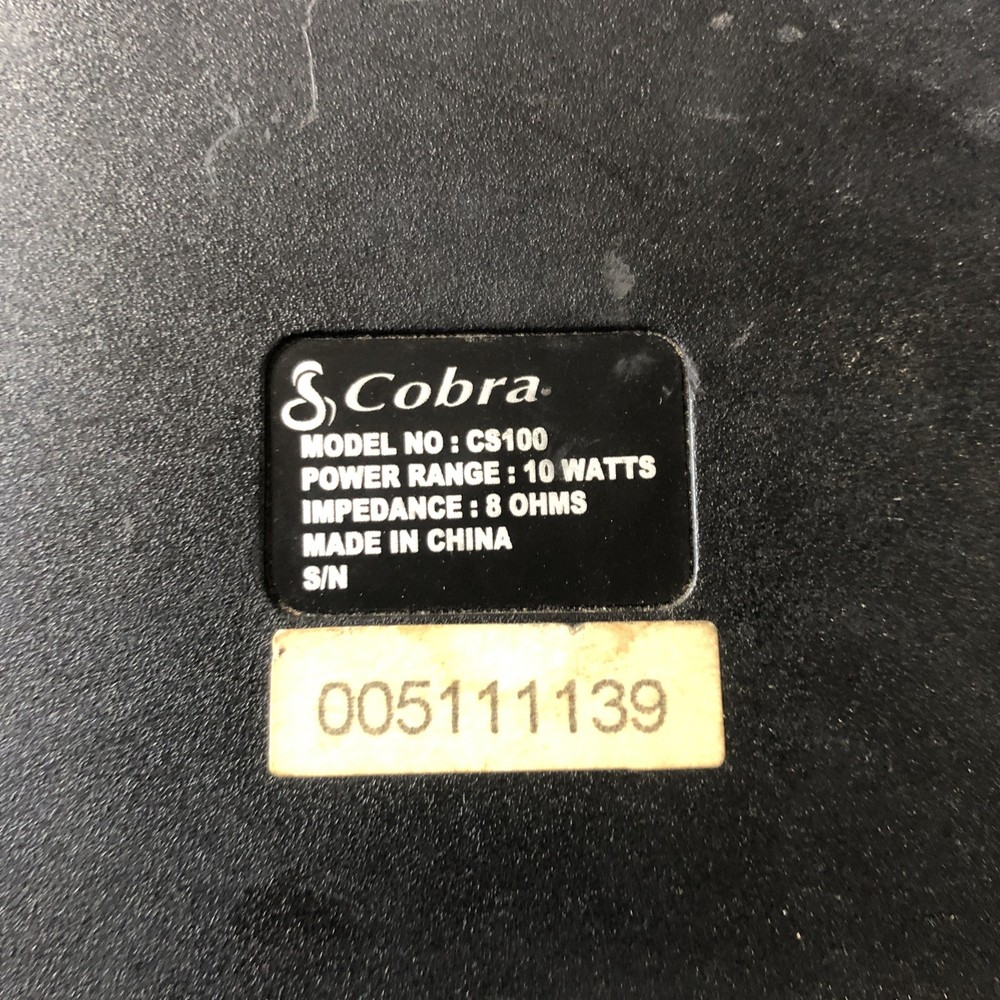 Cobra
MODEL NO : CS100
POWER RANGE : 10 WATTS
IMPEDANCE : 8 OHMS
MADE IN CHINA
S/N
005111139